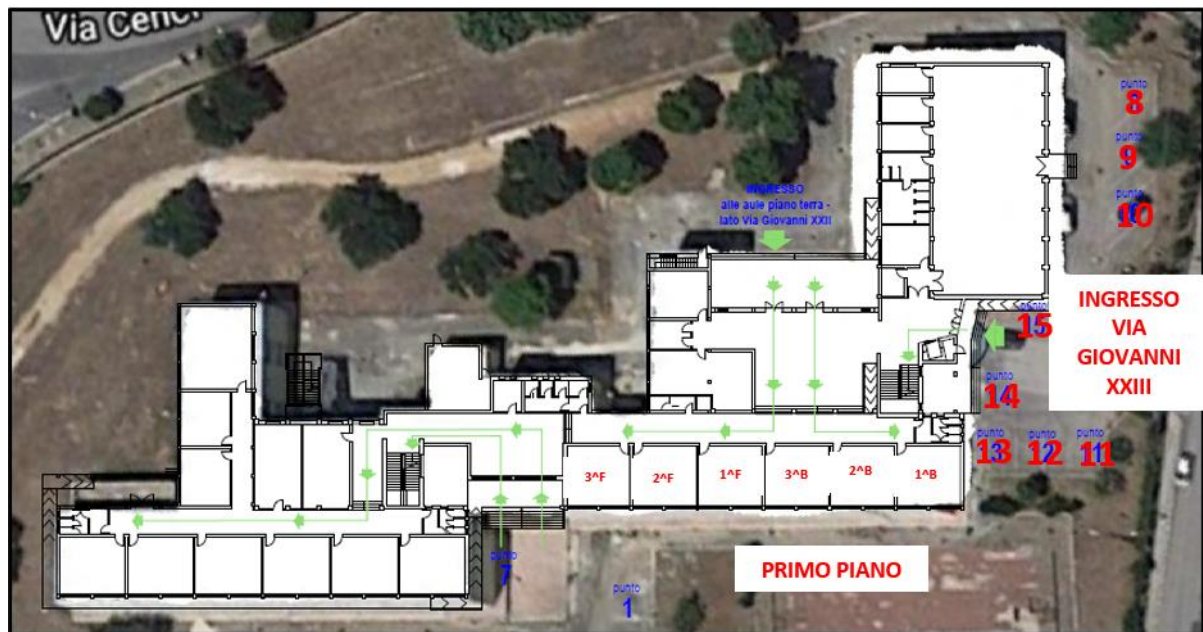 Via Cenci
punto
8
punto
9
punto
10
INGRESSO
alle aule piano terra -
lato Via Giovanni XXII
INGRESSO
VIA
GIOVANNI
XXIII
punto
15
punto
14
punto
13
punto
12
punto
11
3^F
2^F
1^F
3^B
2^B
1^B
punto
7
PRIMO PIANO
punto
1